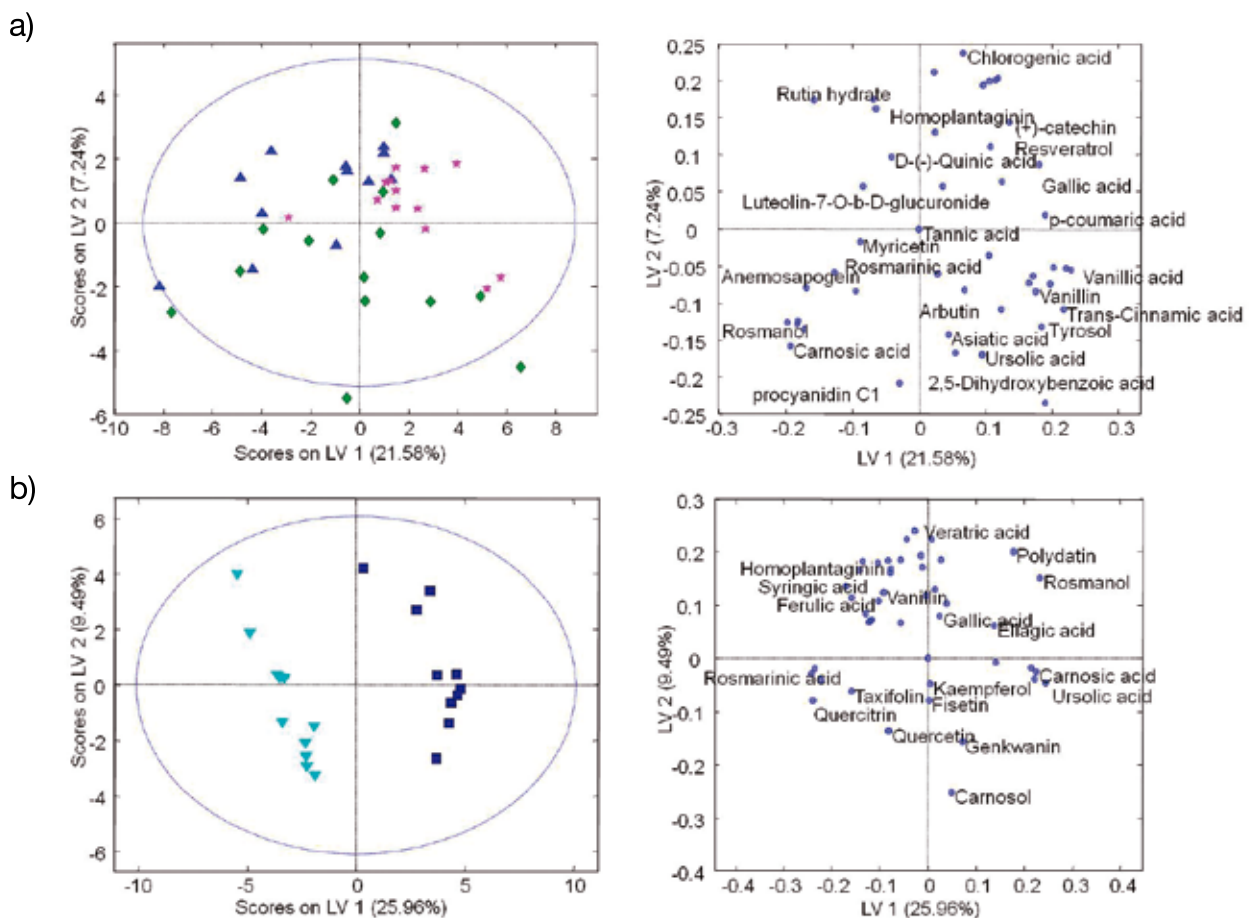 a)
Scores on LV 2 (7.24%)
4
2
0
-2
-4
-6
-10
-8
-6
-4
-2
0
2
4
6
8
Scores on LV 1 (21.58%)
LV 2 (7.24%)
0.25
0.2
0.15
0.1
0.05
0
-0.05
-0.1
-0.15
-0.2
-0.25
Chlorogenic acid
Rutin hydrate
Homoplantaginin
(+)-catechin
Resveratrol
D-(-)-Quinic acid
Gallic acid
Luteolin-7-O-b-D-glucuronide
p-coumaric acid
Tannic acid
Myricetin
Rosmarinic acid
Anemosapogein
Vanillic acid
Vanillin
Arbutin
Trans-Cinnamic acid
Rosmanol
Tyrosol
Asiatic acid
Carnosic acid
Ursolic acid
2,5-Dihydroxybenzoic acid
procyanidin C1
-0.3
-0.2
-0.1
0
0.1
0.2
0.3
LV 1 (21.58%)
b)
Scores on LV 2 (9.49%)
6
4
2
0
-2
-4
-6
-10
-5
0
5
10
Scores on LV 1 (25.96%)
LV 2 (9.49%)
0.3
0.2
0.1
0
-0.1
-0.2
-0.3
-0.4
Veratric acid
Polydatin
Homoplantaginin
Rosmanol
Syringic acid
Vanillin
Ferulic acid
Gallic acid
Ellagic acid
Rosmarinic acid
Carnosic acid
Kaempferol
Ursolic acid
Taxifolin
Fisetin
Quercitrin
Quercetin
Genkwanin
Carnosol
-0.4
-0.3
-0.2
-0.1
0
0.1
0.2
0.3
0.4
LV 1 (25.96%)